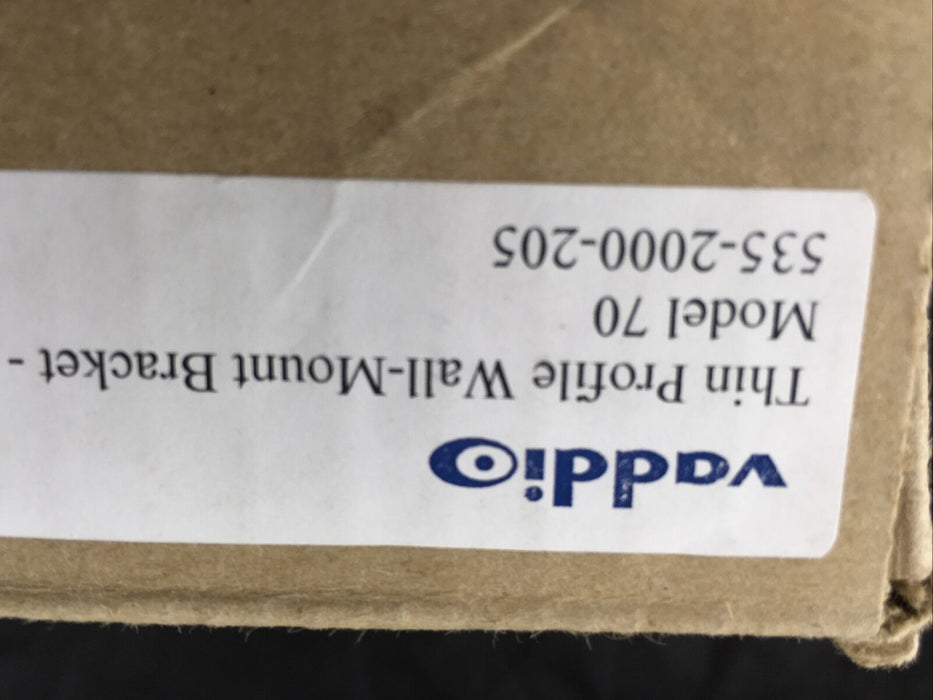 vaddio
Thin Profile Wall-Mount Bracket -
Model 70
535-2000-205